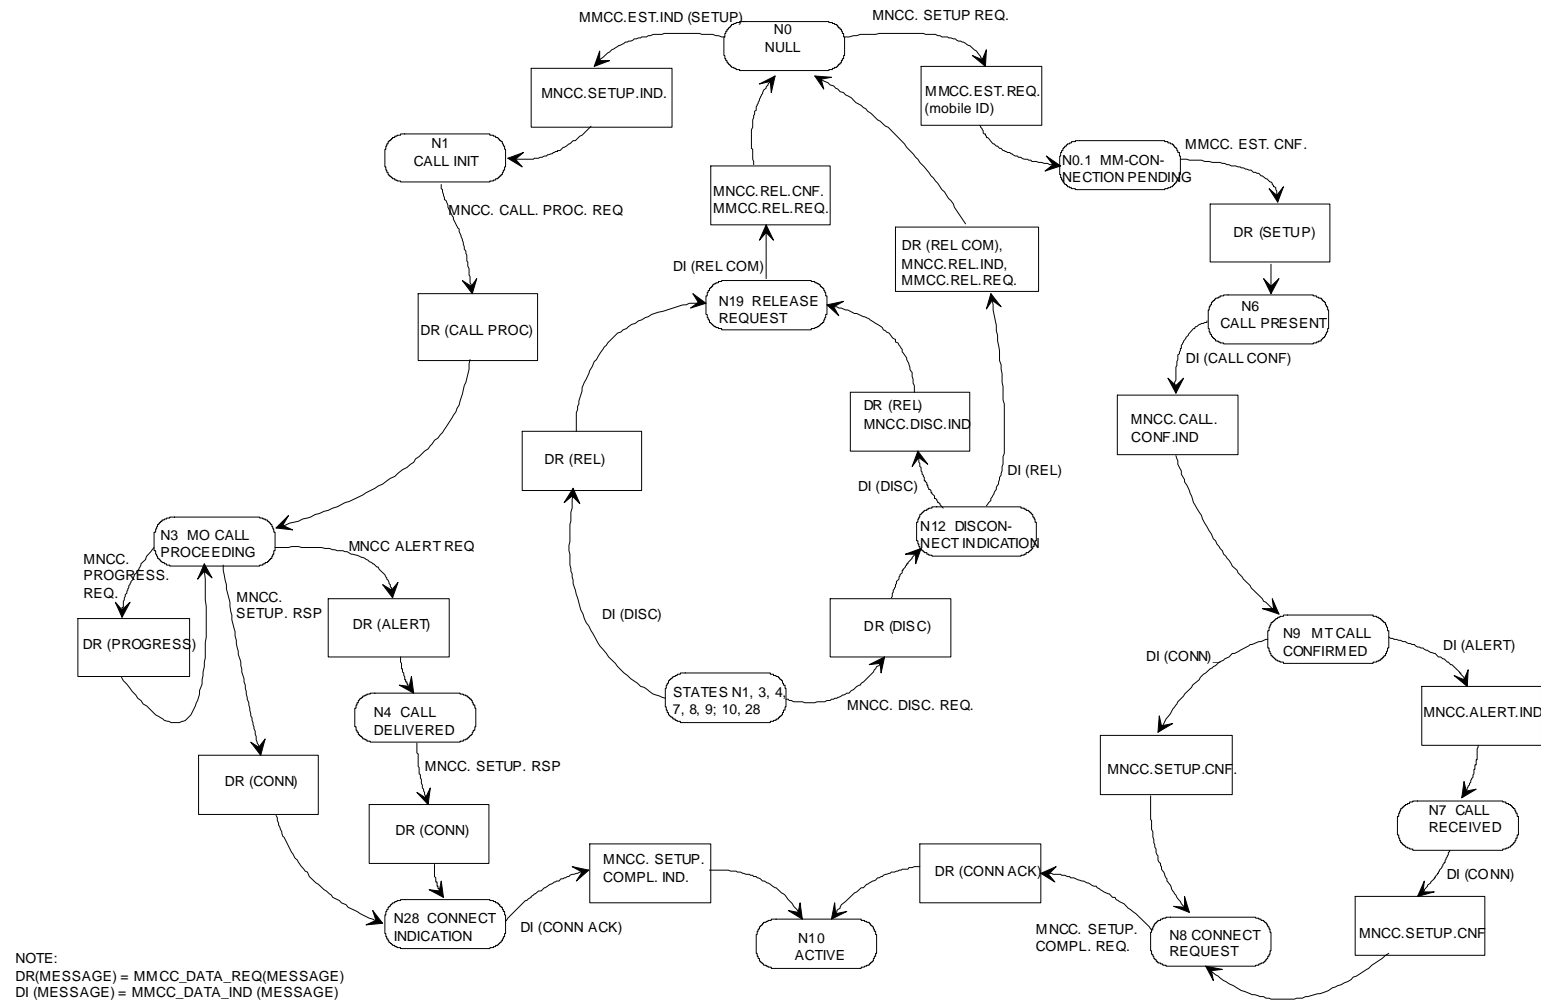 MMCC.EST.IND (SETUP)
N0
NULL
MNCC. SETUP REQ.
MNCC.SETUP.IND.
MMCC.EST.REQ.
(mobile ID)
N1
CALL INIT
N0.1 MM-CON-
NECTION PENDING
MMCC. EST. CNF.
MNCC. CALL. PROC. REQ
MNCC.REL.CNF.
MMCC.REL.REQ.
DR (SETUP)
DR (REL COM),
MNCC.REL.IND,
MMCC.REL.REQ.
DI (REL COM)
N19 RELEASE
REQUEST
N6
CALL PRESENT
DR (CALL PROC)
DI (CALL CONF)
DR (REL)
MNCC.DISC.IND
MNCC.CALL.
CONF.IND
DR (REL)
DI (DISC)
DI (REL)
N3 MO CALL
PROCEEDING
MNCC ALERT REQ
N12 DISCON-
NECT INDICATION
MNCC.
PROGRESS.
REQ.
MNCC.
SETUP. RSP
DI (DISC)
DR (PROGRESS)
DR (ALERT)
DR (DISC)
N9 MT CALL
CONFIRMED
DI (CONN)
DI (ALERT)
STATES N1, 3, 4,
7, 8, 9; 10, 28
MNCC. DISC. REQ.
N4 CALL
DELIVERED
MNCC.ALERT.IND
MNCC. SETUP. RSP
DR (CONN)
MNCC.SETUP.CNF.
N7 CALL
RECEIVED
DR (CONN)
MNCC. SETUP.
COMPL. IND.
DR (CONN ACK)
DI (CONN)
N28 CONNECT
INDICATION
DI (CONN ACK)
N10
ACTIVE
MNCC. SETUP.
COMPL. REQ.
N8 CONNECT
REQUEST
MNCC.SETUP.CNF
NOTE:
DR(MESSAGE) = MMCC_DATA_REQ(MESSAGE)
DI (MESSAGE) = MMCC_DATA_IND (MESSAGE)